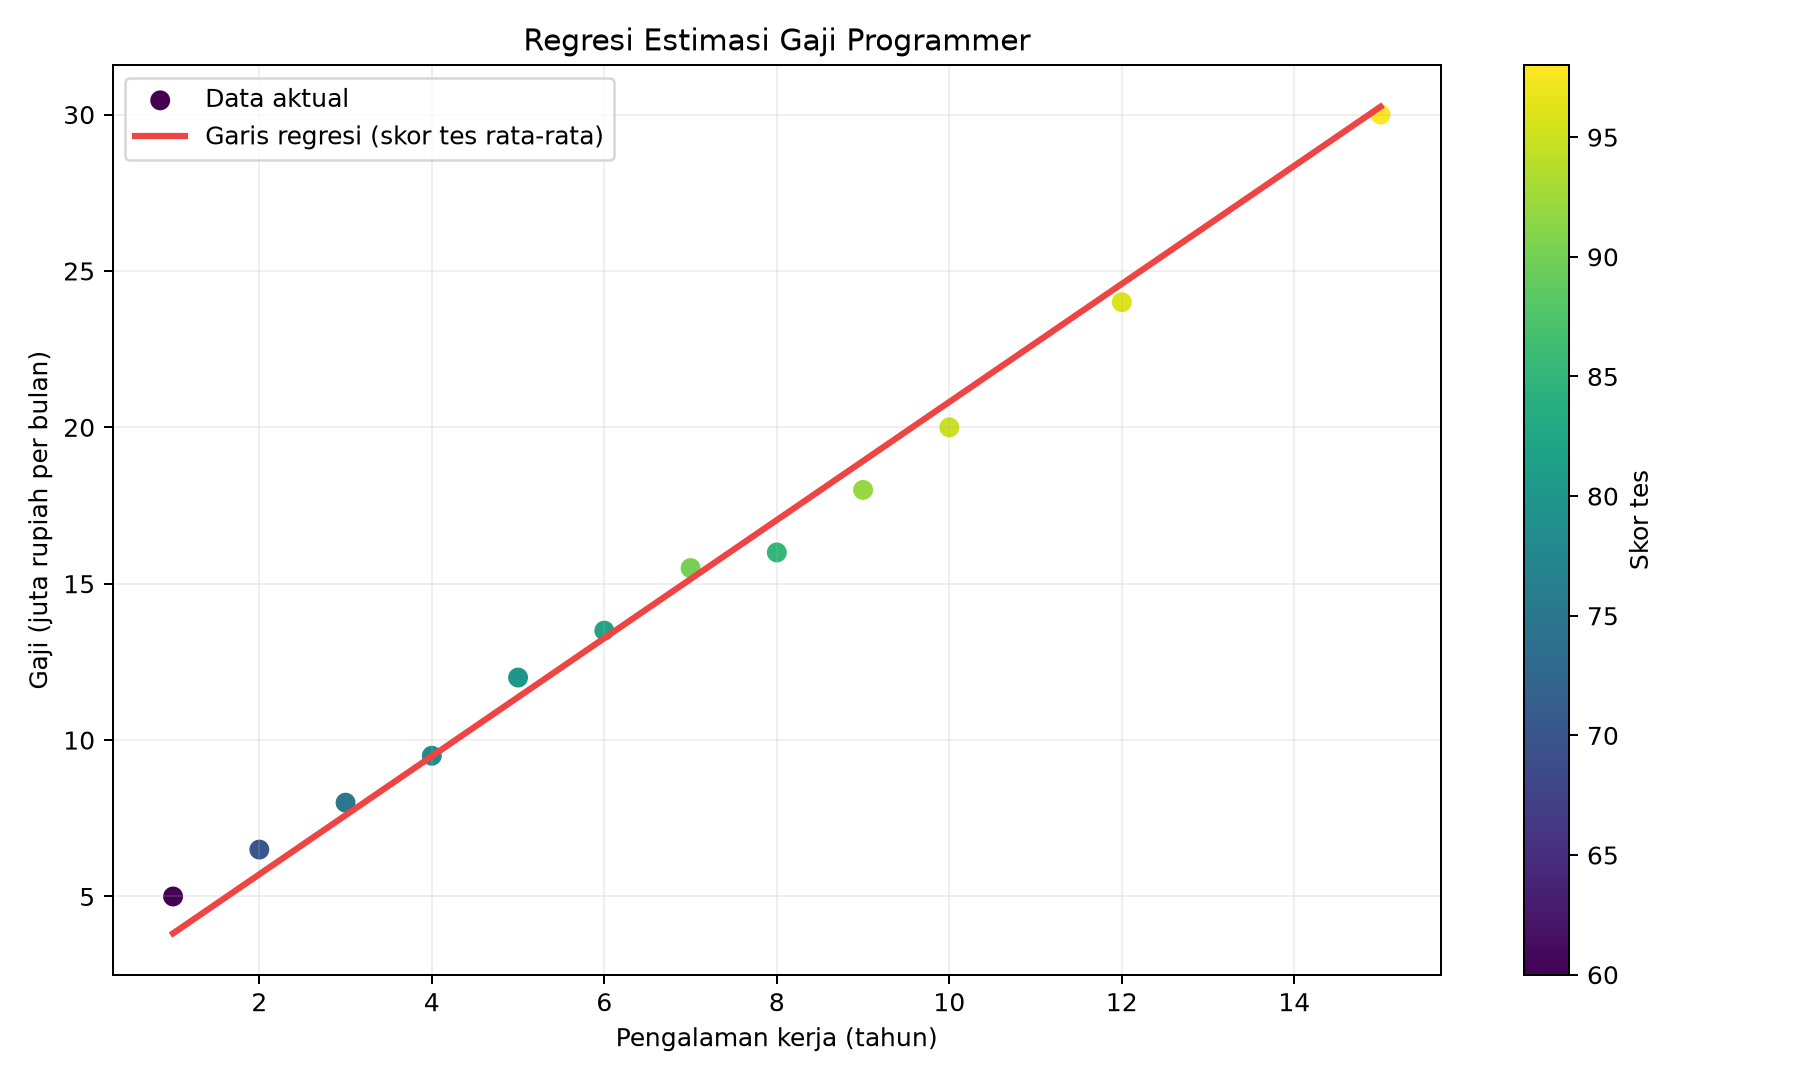 Regresi Estimasi Gaji Programmer
Data aktual
Garis regresi (skor tes rata-rata)
30
25
20
15
10
5
Gaji (juta rupiah per bulan)
2 4 6 8 10 12 14
Pengalaman kerja (tahun)
95
90
85
80
75
70
65
60
Skor tes